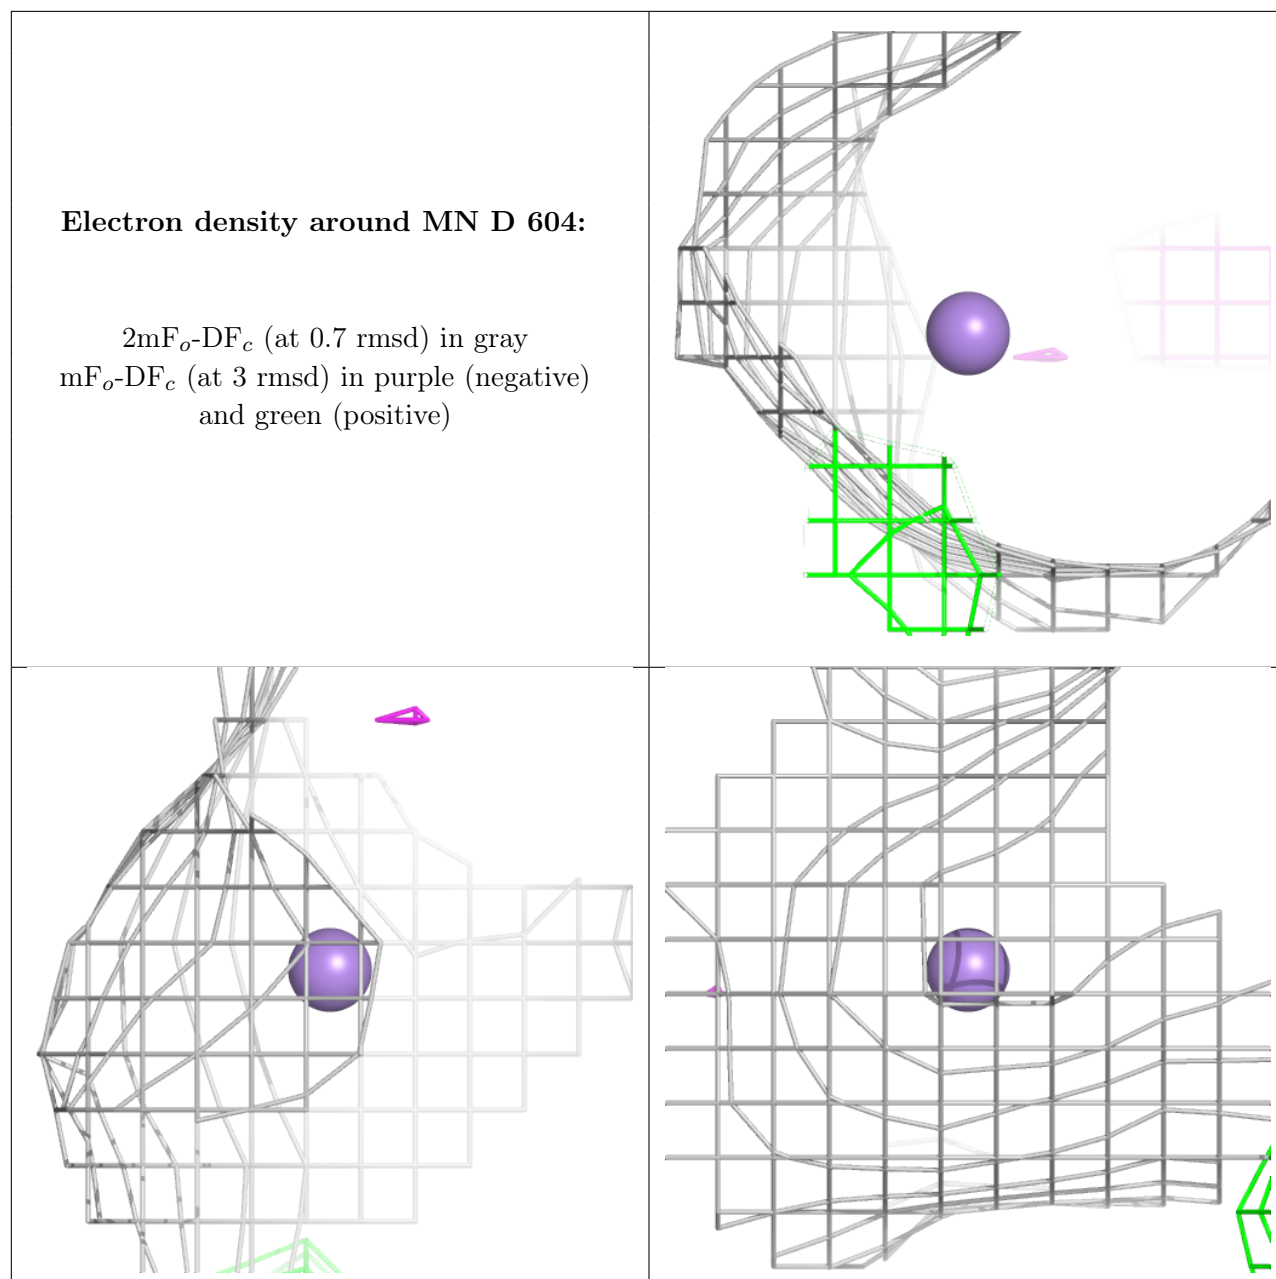 Electron density around MN D 604:
2mFo-DFc (at 0.7 rmsd) in gray
mFo-DFc (at 3 rmsd) in purple (negative)
and green (positive)